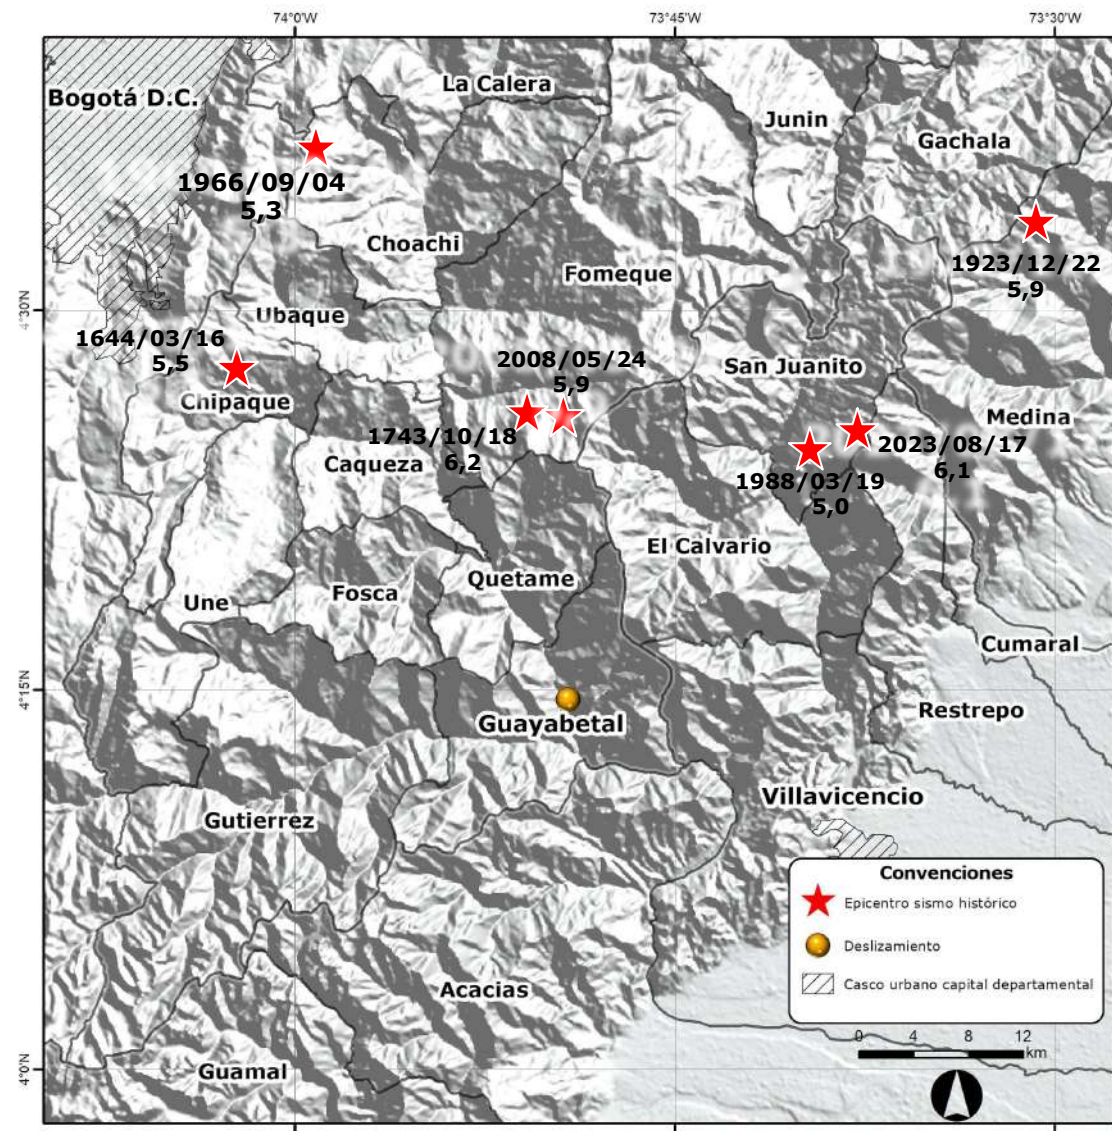 74°0'W
73°45'W
73°30'W
La Calera
Bogotá D.C.
Junin
Gachala
1966/09/04
5,3
Choachi
Fomeque
1923/12/22
5,9
4°30'N
Ubaque
1644/03/16
5,5
2008/05/24
5,9
San Juanito
Chipaque
Medina
1743/10/18
6,2
Caqueza
2023/08/17
6,1
1988/03/19
5,0
El Calvario
Quetame
Fosca
Une
Cumaral
4°15'N
Guayabetal
Restrepo
Villavicencio
Gutierrez
Convenciones
Epicentro sismo histórico
Deslizamiento
Casco urbano capital departamental
Acacias
0 4 8 12
km
4°0'N
Guamal